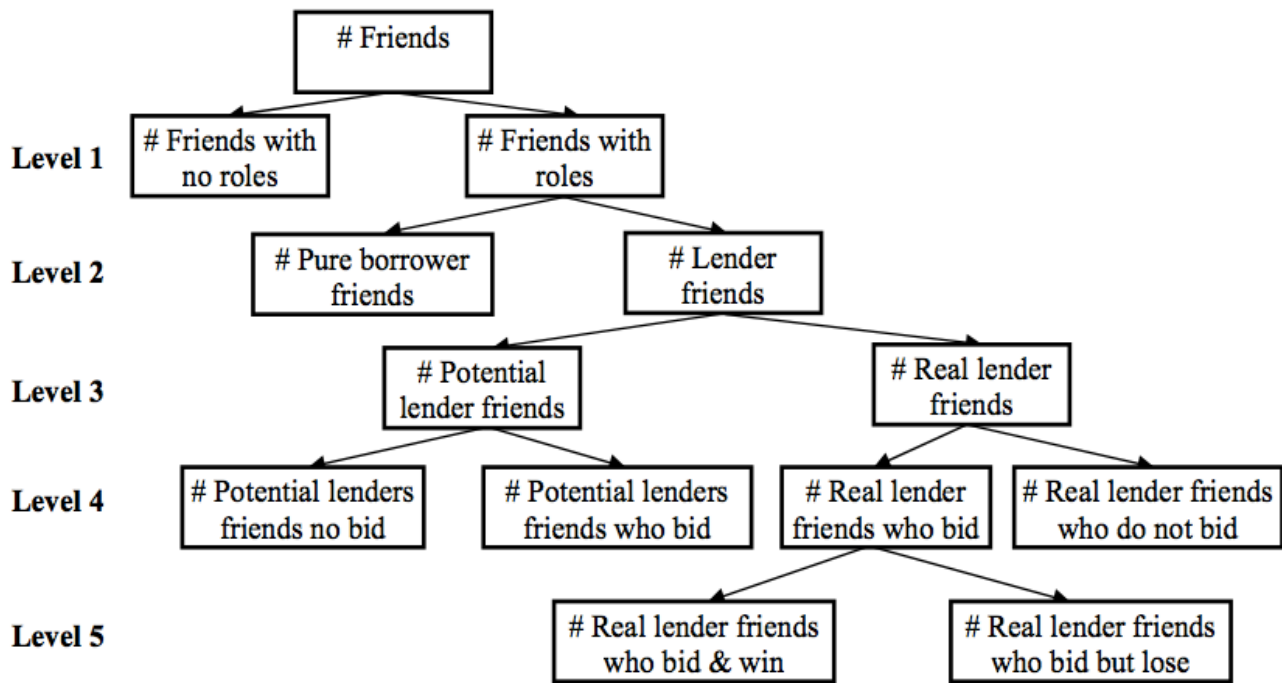 # Friends
Level 1
# Friends with
no roles
# Friends with
roles
Level 2
# Pure borrower
friends
# Lender
friends
Level 3
# Potential
lender friends
# Real lender
friends
Level 4
# Potential lenders
friends no bid
# Potential lenders
friends who bid
# Real lender
friends who bid
# Real lender friends
who do not bid
Level 5
# Real lender friends
who bid & win
# Real lender friends
who bid but lose